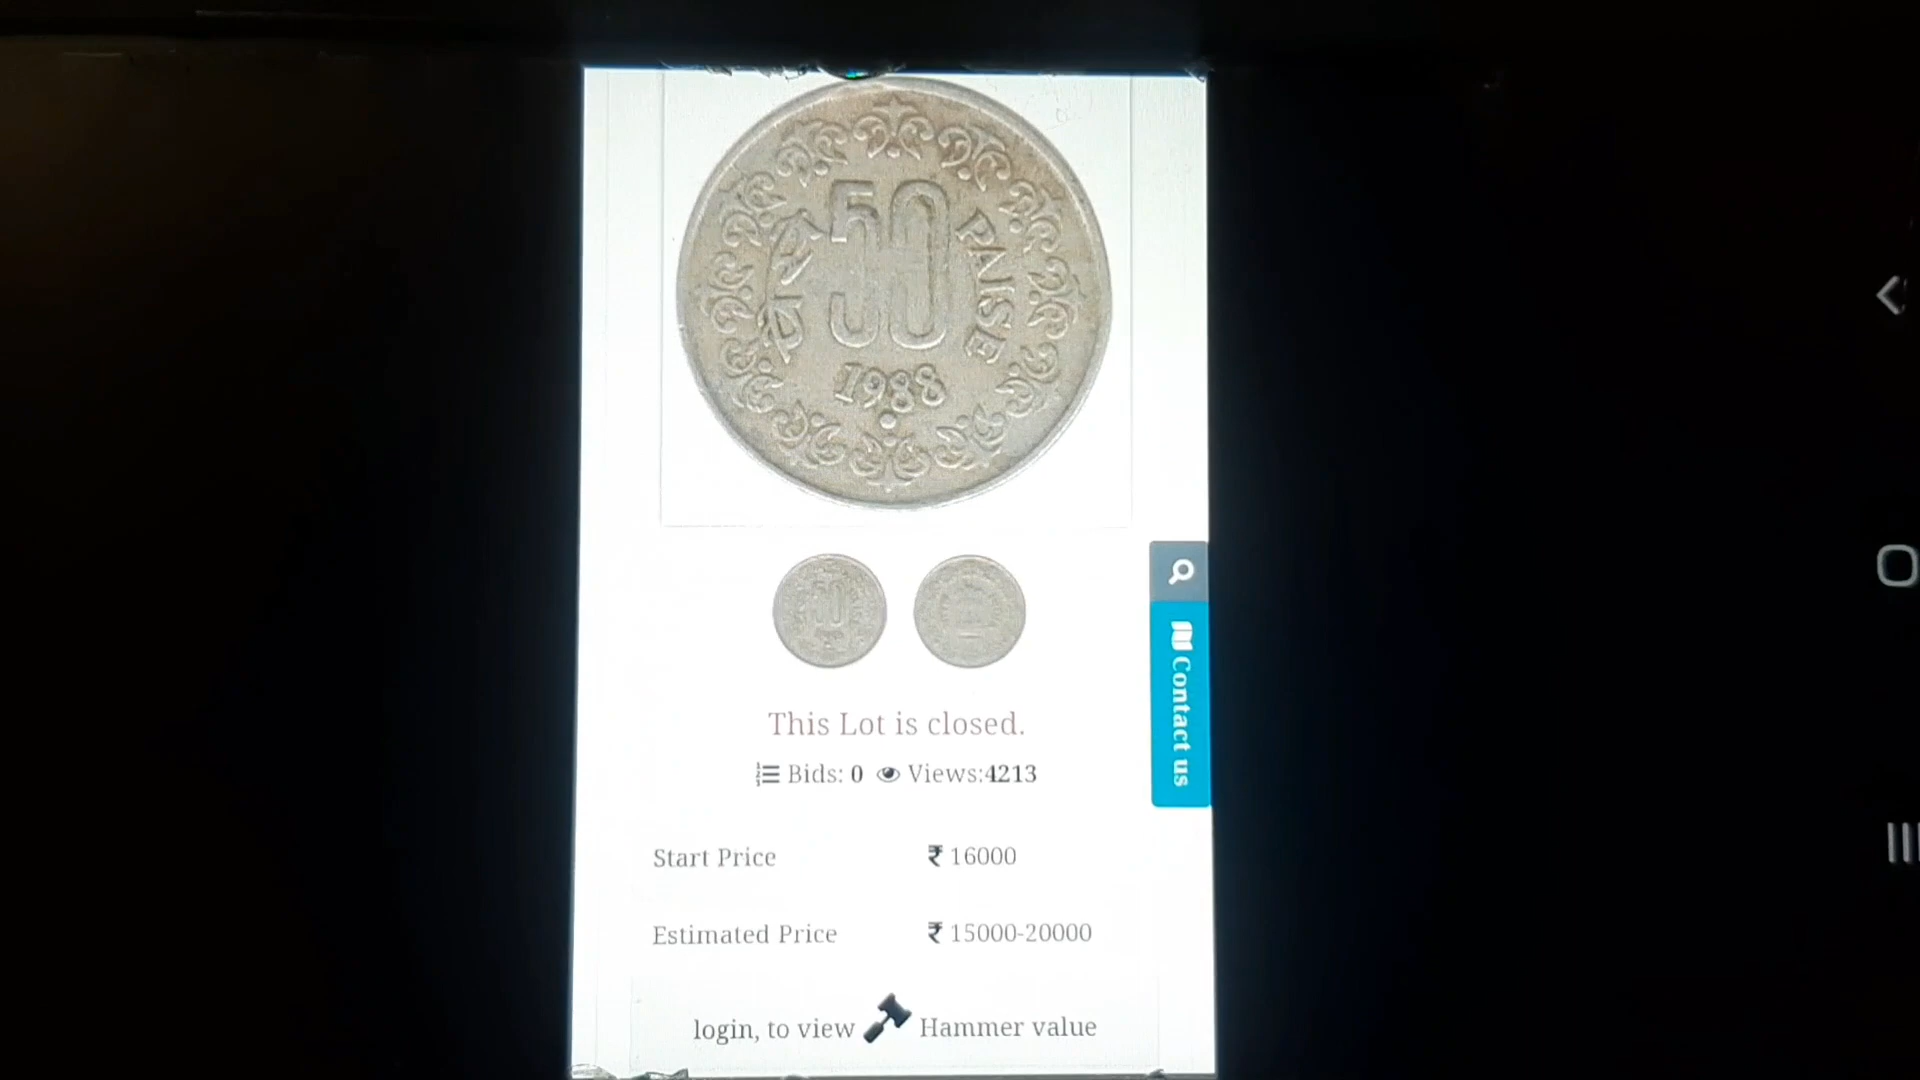 50
पैसे
PAISE
1988
50
This Lot is closed.
Bids: 0 Views:4213
Start Price ₹ 16000
Estimated Price ₹ 15000-20000
login, to view Hammer value
Contact us